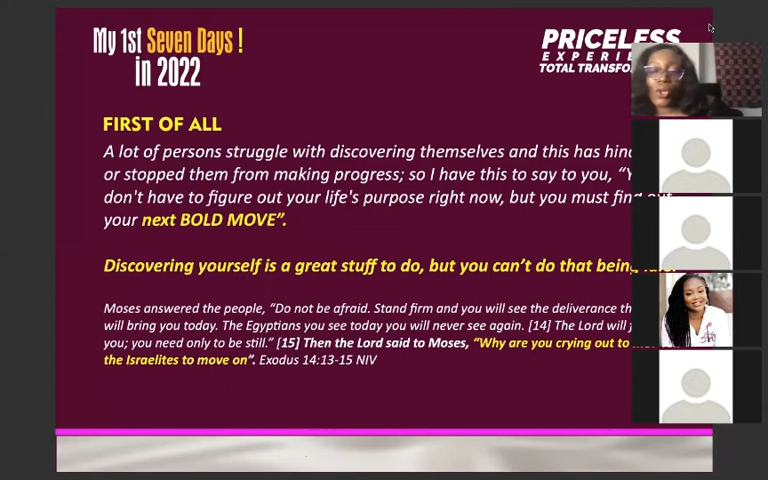 My 1st Seven Days !
in 2022
PRICELESS
EXPERIE
TOTAL TRANSFOR
FIRST OF ALL
A lot of persons struggle with discovering themselves and this has hin
or stopped them from making progress; so I have this to say to you, “Y
don't have to figure out your life's purpose right now, but you must find out
your next BOLD MOVE”.
Discovering yourself is a great stuff to do, but you can’t do that being
Moses answered the people, “Do not be afraid. Stand firm and you will see the deliverance th
will bring you today. The Egyptians you see today you will never see again. [14] The Lord will f
you; you need only to be still.” [15] Then the Lord said to Moses, “Why are you crying out to
the Israelites to move on”. Exodus 14:13-15 NIV